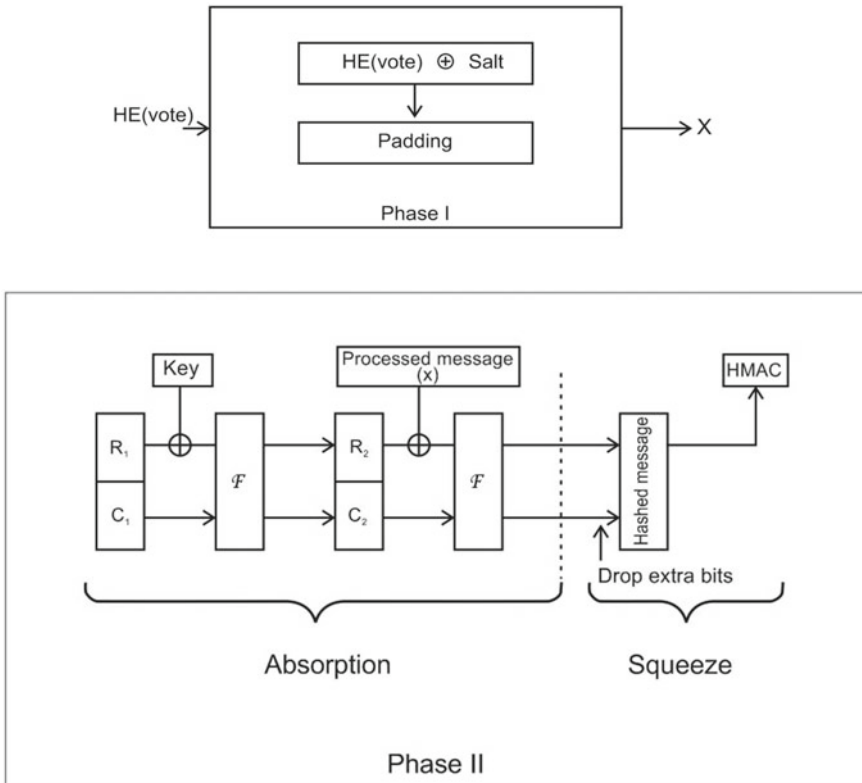 HE(vote) ⊕ Salt
HE(vote)
Padding
X
Phase I
Key
Processed message
(x)
HMAC
R₁
R₂
ℱ
ℱ
C₁
C₂
Hashed message
Drop extra bits
Absorption
Squeeze
Phase II